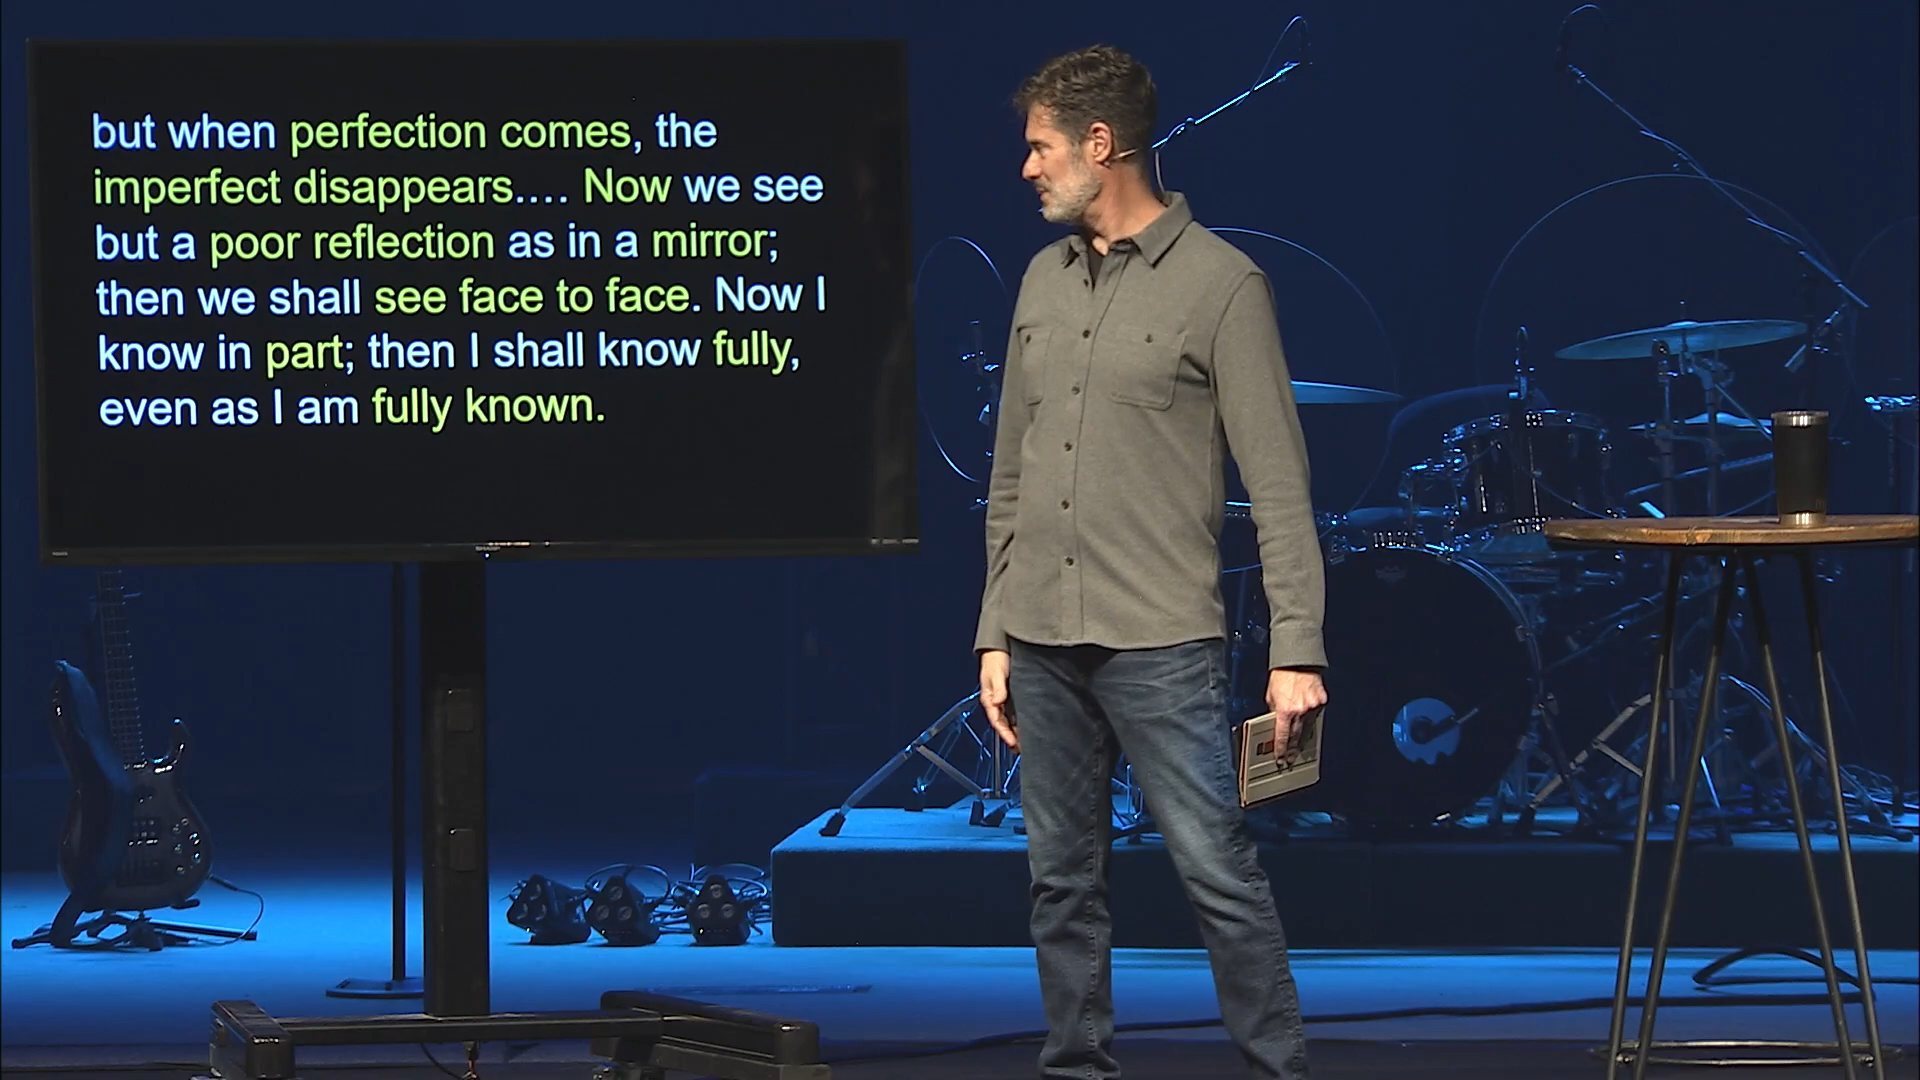 but when perfection comes, the
imperfect disappears.... Now we see
but a poor reflection as in a mirror;
then we shall see face to face. Now I
know in part; then I shall know fully,
even as I am fully known.
SHARP